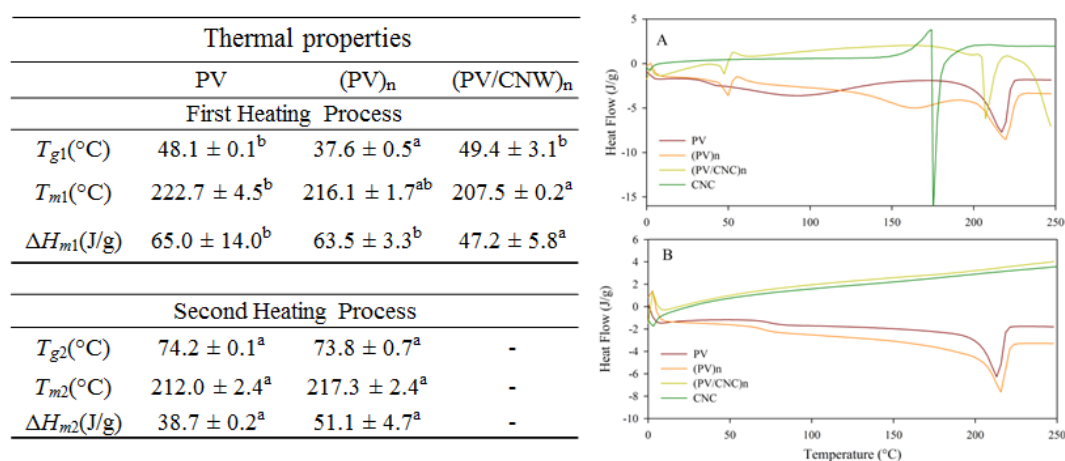 Thermal properties
PV (PV)n (PV/CNW)n
First Heating Process
Tg1(°C) 48.1 ± 0.1b 37.6 ± 0.5a 49.4 ± 3.1b
Tm1(°C) 222.7 ± 4.5b 216.1 ± 1.7ab 207.5 ± 0.2a
ΔHm1(J/g) 65.0 ± 14.0b 63.5 ± 3.3b 47.2 ± 5.8a
Second Heating Process
Tg2(°C) 74.2 ± 0.1a 73.8 ± 0.7a -
Tm2(°C) 212.0 ± 2.4a 217.3 ± 2.4a -
ΔHm2(J/g) 38.7 ± 0.2a 51.1 ± 4.7a -
A
Heat Flow (J/g)
5
0
-5
-10
-15
PV
(PV)n
(PV/CNC)n
CNC
0 50 100 150 200 250
B
Heat Flow (J/g)
6
4
2
0
-2
-4
-6
-8
-10
PV
(PV)n
(PV/CNC)n
CNC
0 50 100 150 200 250
Temperature (°C)